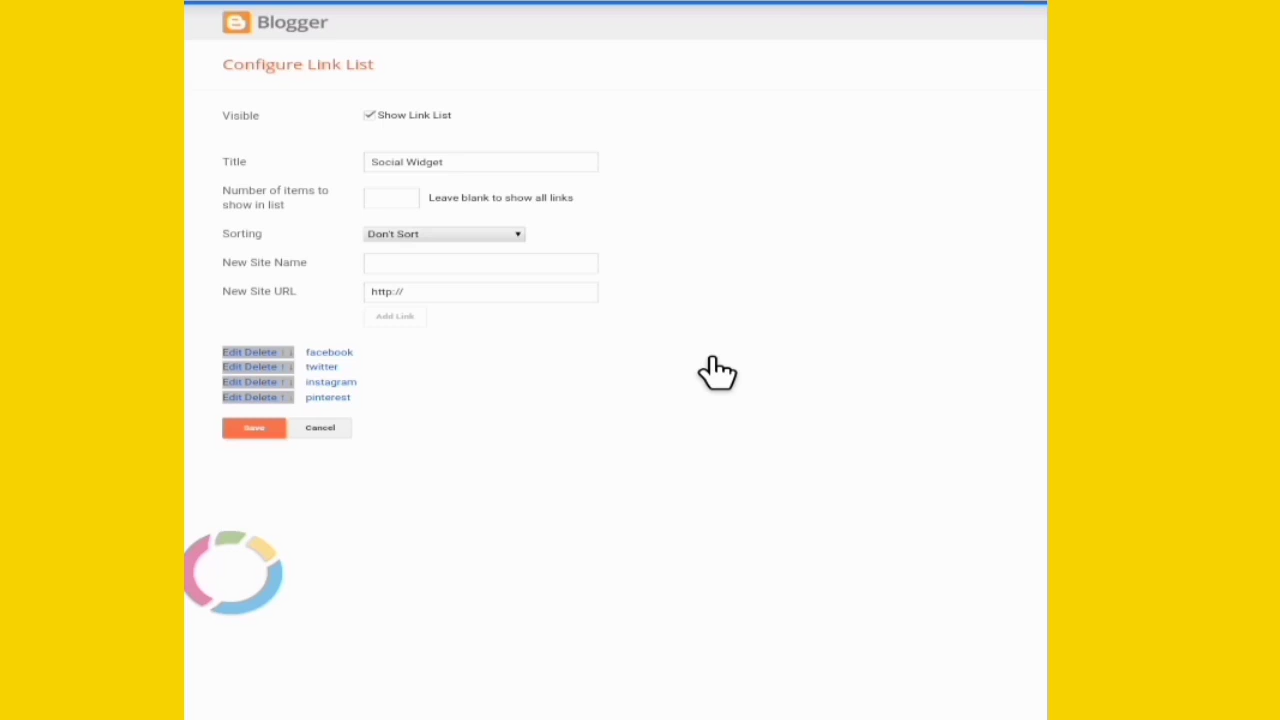 Blogger
Configure Link List
Visible Show Link List
Title Social Widget
Number of items to show in list Leave blank to show all links
Sorting Don't Sort
New Site Name
New Site URL http://
Add Link
Edit Delete ↑ ↓ facebook
Edit Delete ↑ ↓ twitter
Edit Delete ↑ ↓ instagram
Edit Delete ↑ ↓ pinterest
Save Cancel